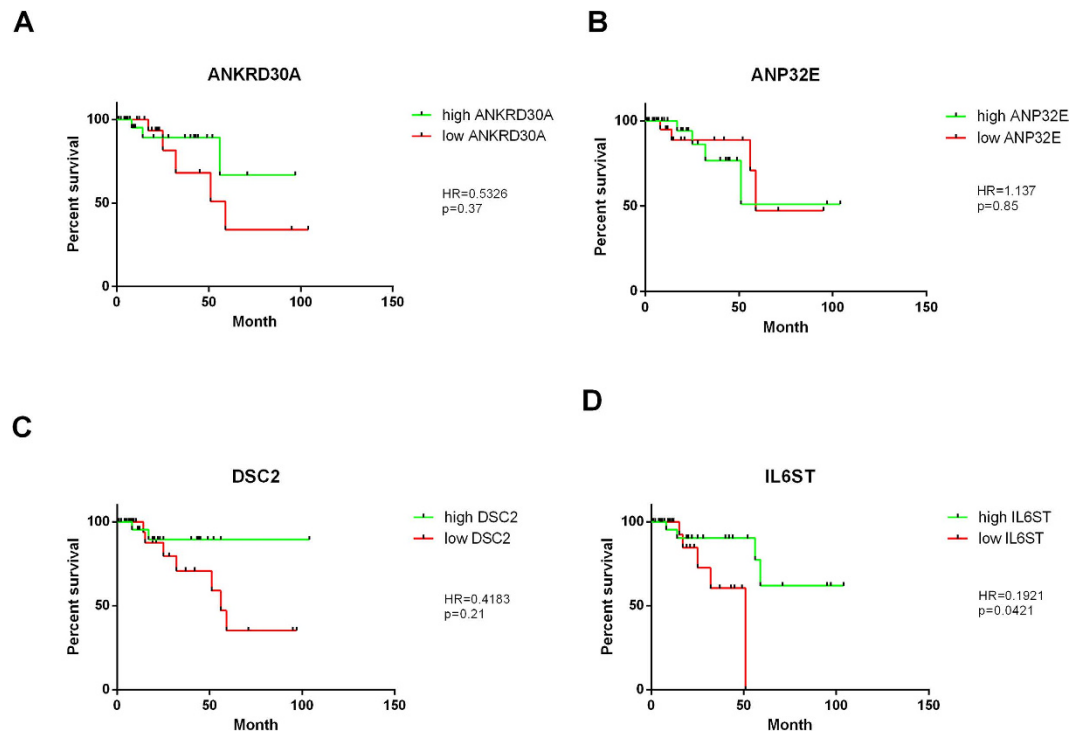 A
ANKRD30A
Percent survival
100
50
0
0 50 100 150
Month
high ANKRD30A
low ANKRD30A
HR=0.5326
p=0.37
B
ANP32E
Percent survival
100
50
0
0 50 100 150
Month
high ANP32E
low ANP32E
HR=1.137
p=0.85
C
DSC2
Percent survival
100
50
0
0 50 100 150
Month
high DSC2
low DSC2
HR=0.4183
p=0.21
D
IL6ST
Percent survival
100
50
0
0 50 100 150
Month
high IL6ST
low IL6ST
HR=0.1921
p=0.0421